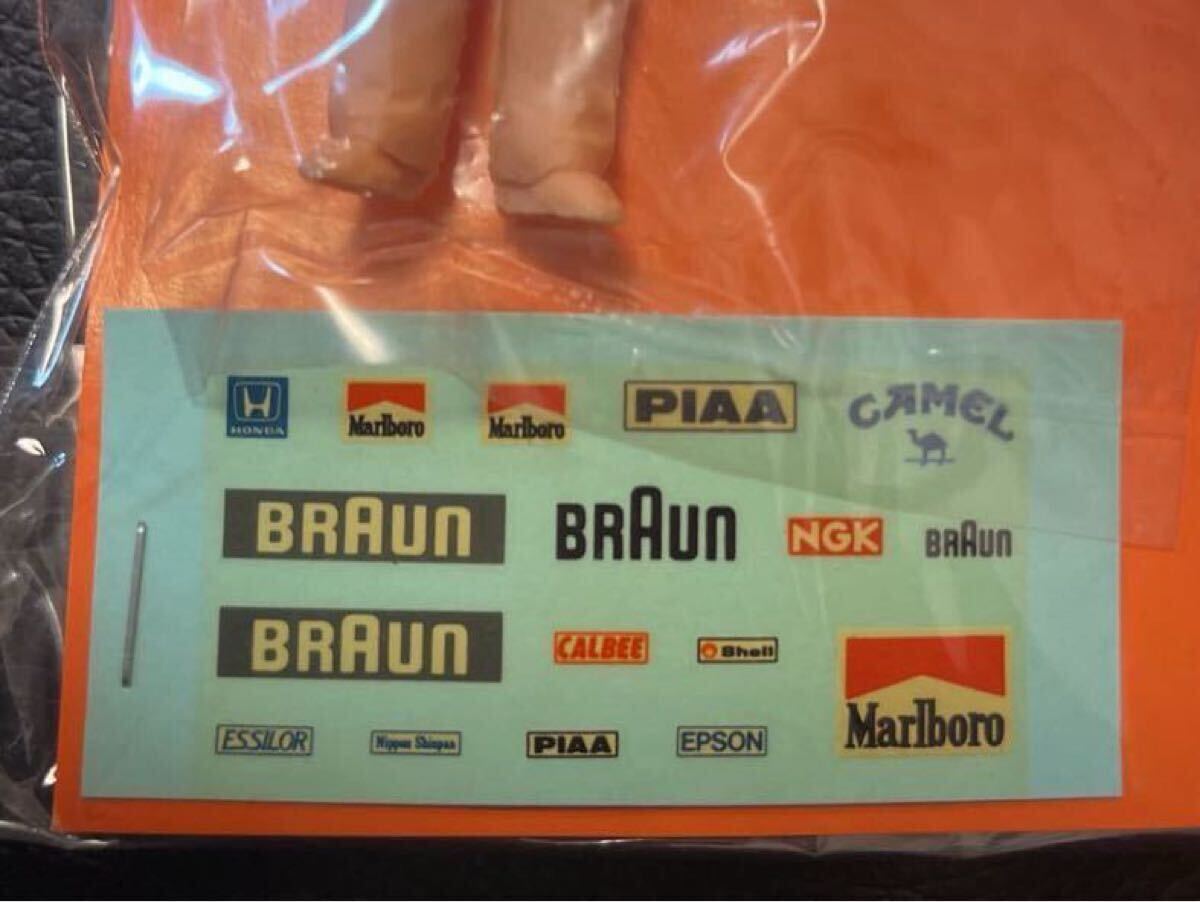 HONDA
Marlboro
Marlboro
PIAA
CAMEL
BRAUN
BRAUN
NGK
BRAUN
BRAUN
CALBEE
Shell
Marlboro
ESSILOR
Nippon Shinpan
PIAA
EPSON